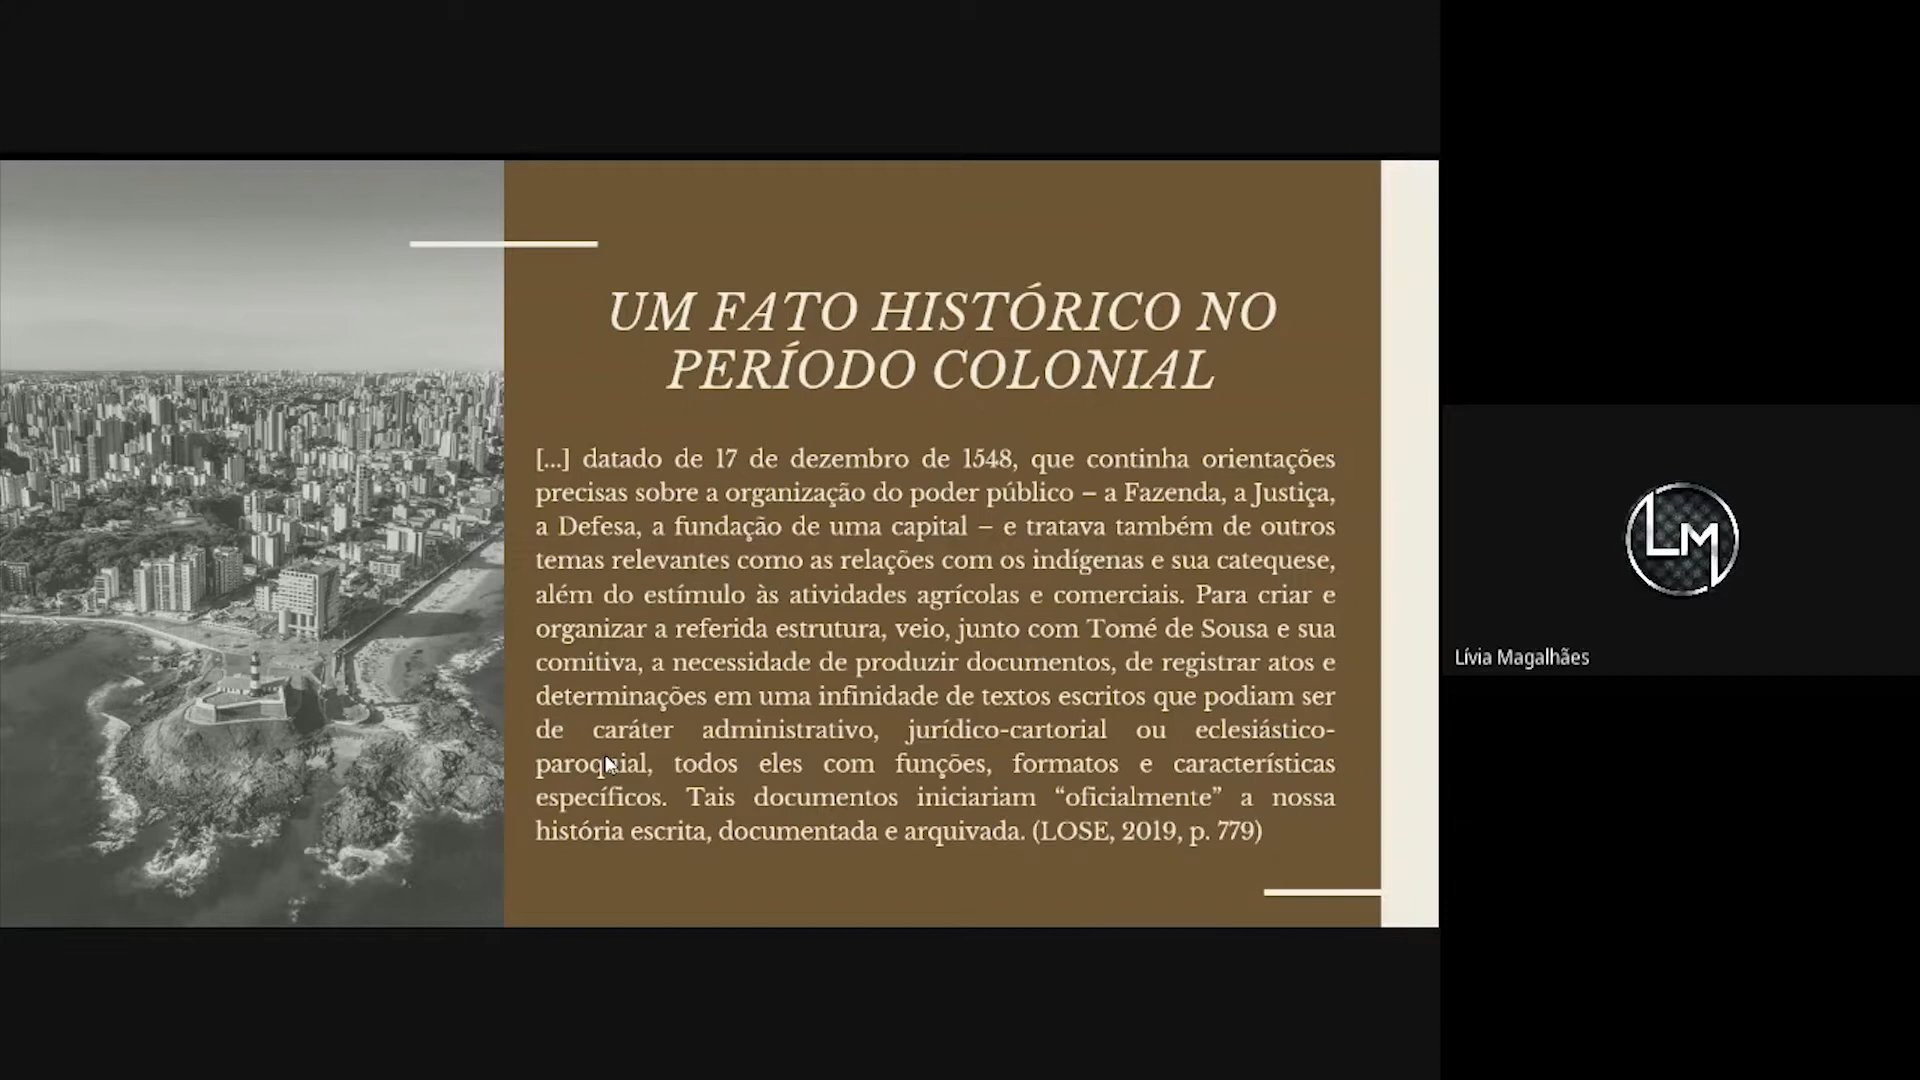 UM FATO HISTÓRICO NO
PERÍODO COLONIAL
[...] datado de 17 de dezembro de 1548, que continha orientações
precisas sobre a organização do poder público – a Fazenda, a Justiça,
a Defesa, a fundação de uma capital – e tratava também de outros
temas relevantes como as relações com os indígenas e sua catequese,
além do estímulo às atividades agrícolas e comerciais. Para criar e
organizar a referida estrutura, veio, junto com Tomé de Sousa e sua
comitiva, a necessidade de produzir documentos, de registrar atos e
determinações em uma infinidade de textos escritos que podiam ser
de caráter administrativo, jurídico-cartorial ou eclesiástico-
paroquial, todos eles com funções, formatos e características
específicos. Tais documentos iniciariam “oficialmente” a nossa
história escrita, documentada e arquivada. (LOSE, 2019, p. 779)
LM
Lívia Magalhães